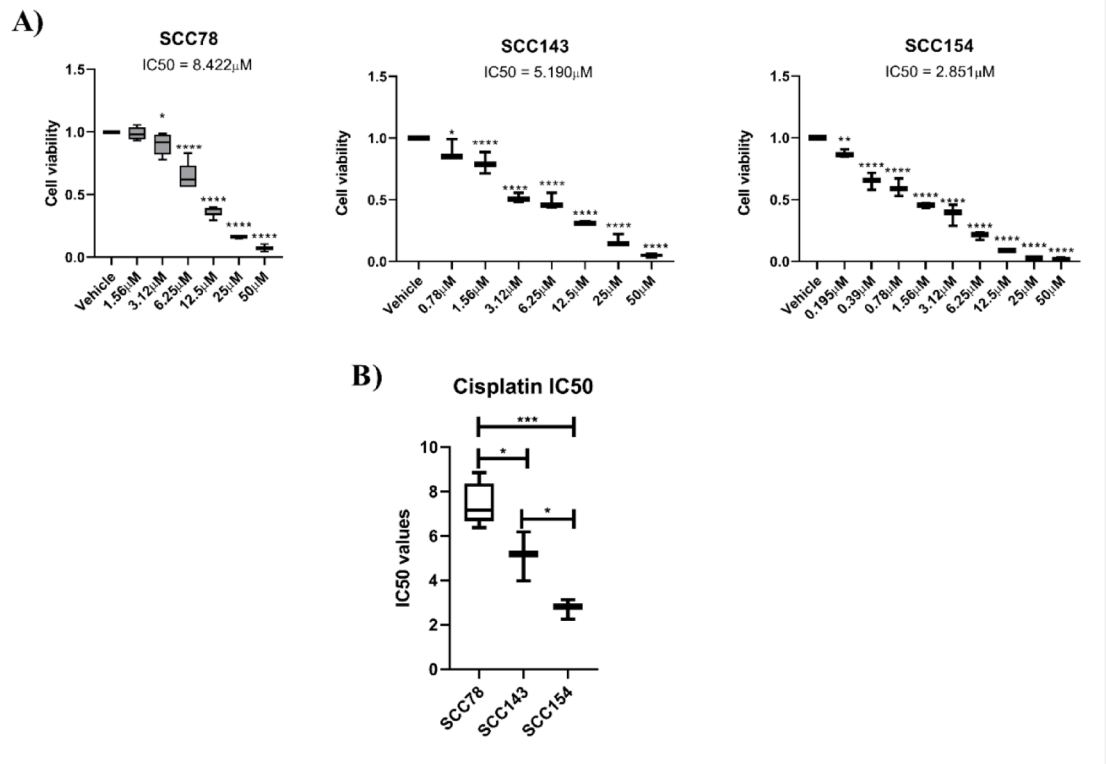 A)
SCC78
IC50 = 8.422μM
1.5
1.0
0.5
0.0
Cell viability
*
****
****
****
****
Vehicle
1.56μM
3.12μM
6.25μM
12.5μM
25μM
50μM
SCC143
IC50 = 5.190μM
1.5
1.0
0.5
0.0
Cell viability
*
****
****
****
****
****
****
Vehicle
0.78μM
1.56μM
3.12μM
6.25μM
12.5μM
25μM
50μM
SCC154
IC50 = 2.851μM
1.5
1.0
0.5
0.0
Cell viability
**
****
****
****
****
****
****
****
****
Vehicle
0.195μM
0.39μM
0.78μM
1.56μM
3.12μM
6.25μM
12.5μM
25μM
50μM
B)
Cisplatin IC50
***
*
*
10
8
6
4
2
0
IC50 values
SCC78
SCC143
SCC154